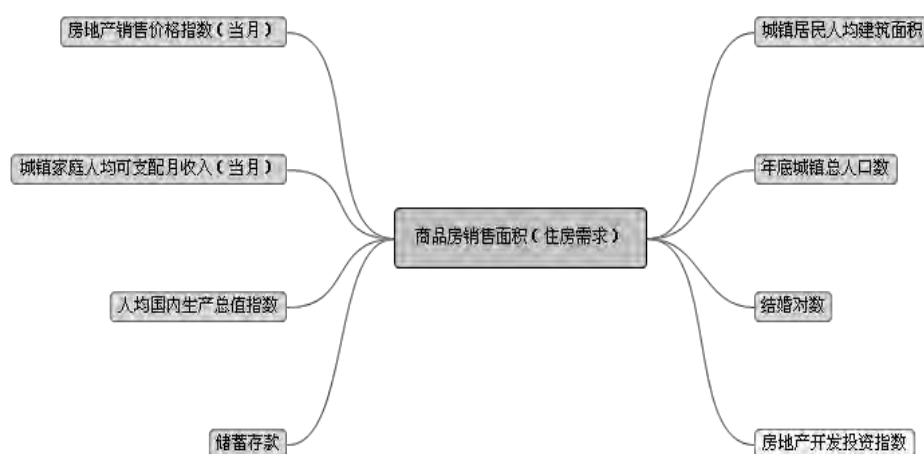 房地产销售价格指数（当月）
城镇居民人均建筑面积
城镇家庭人均可支配月收入（当月）
年底城镇总人口数
商品房销售面积（住房需求）
人均国内生产总值指数
结婚对数
储蓄存款
房地产开发投资指数